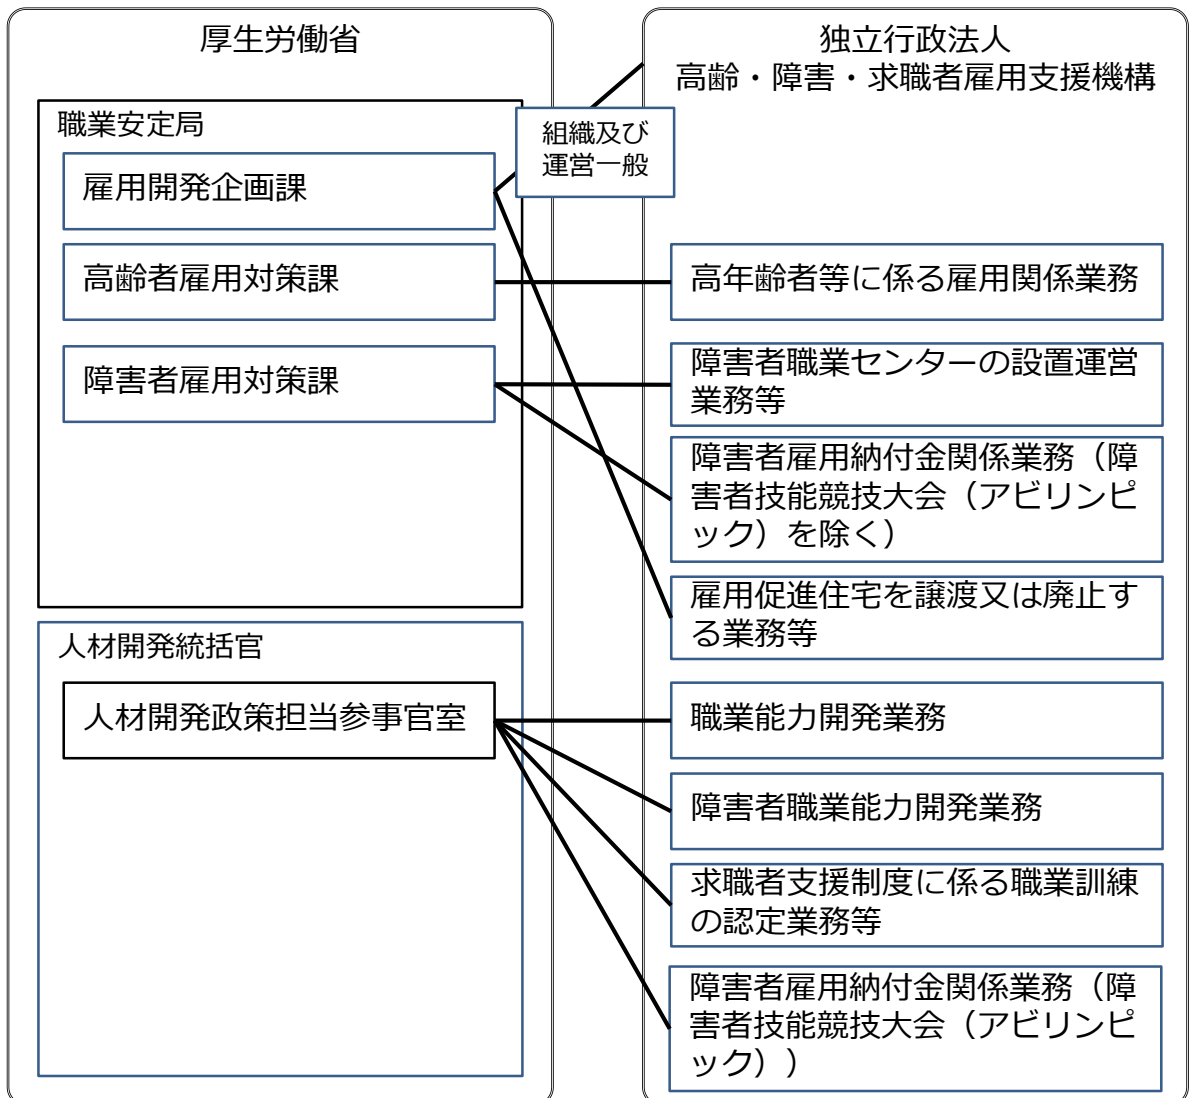 厚生労働省
職業安定局
雇用開発企画課
高齢者雇用対策課
障害者雇用対策課
人材開発統括官
人材開発政策担当参事官室
組織及び
運営一般
独立行政法人
高齢・障害・求職者雇用支援機構
高年齢者等に係る雇用関係業務
障害者職業センターの設置運営
業務等
障害者雇用納付金関係業務（障
害者技能競技大会（アビリンピ
ック）を除く）
雇用促進住宅を譲渡又は廃止す
る業務等
職業能力開発業務
障害者職業能力開発業務
求職者支援制度に係る職業訓練
の認定業務等
障害者雇用納付金関係業務（障
害者技能競技大会（アビリンピ
ック））